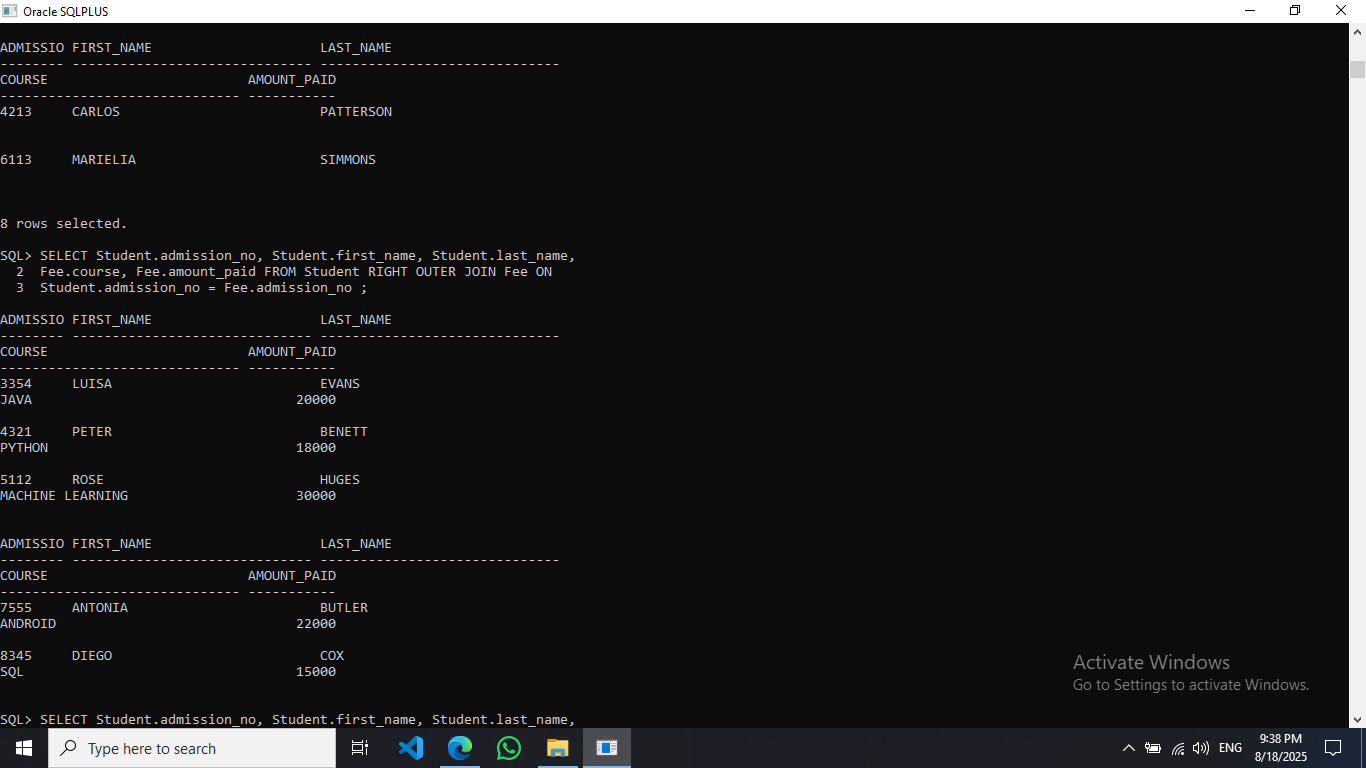 Oracle SQLPLUS
ADMISSIO FIRST_NAME                     LAST_NAME
-------- ------------------------------ ------------------------------
COURSE                         AMOUNT_PAID
------------------------------ -----------
4213     CARLOS                         PATTERSON
6113     MARIELIA                       SIMMONS
8 rows selected.
SQL> SELECT Student.admission_no, Student.first_name, Student.last_name,
  2  Fee.course, Fee.amount_paid FROM Student RIGHT OUTER JOIN Fee ON
  3  Student.admission_no = Fee.admission_no ;
ADMISSIO FIRST_NAME                     LAST_NAME
-------- ------------------------------ ------------------------------
COURSE                         AMOUNT_PAID
------------------------------ -----------
3354     LUISA                          EVANS
JAVA                                 20000
4321     PETER                          BENETT
PYTHON                               18000
5112     ROSE                           HUGES
MACHINE LEARNING                     30000
ADMISSIO FIRST_NAME                     LAST_NAME
-------- ------------------------------ ------------------------------
COURSE                         AMOUNT_PAID
------------------------------ -----------
7555     ANTONIA                        BUTLER
ANDROID                              22000
8345     DIEGO                          COX
SQL                                  15000
SQL> SELECT Student.admission_no, Student.first_name, Student.last_name,
Activate Windows
Go to Settings to activate Windows.
Type here to search
ENG
9:38 PM
8/18/2025